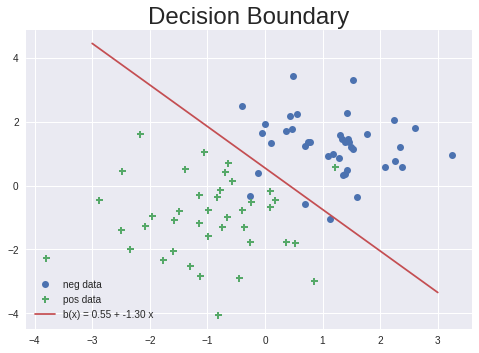 Decision Boundary
4
2
0
−2
−4
neg data
pos data
b(x) = 0.55 + -1.30 x
−4 −3 −2 −1 0 1 2 3